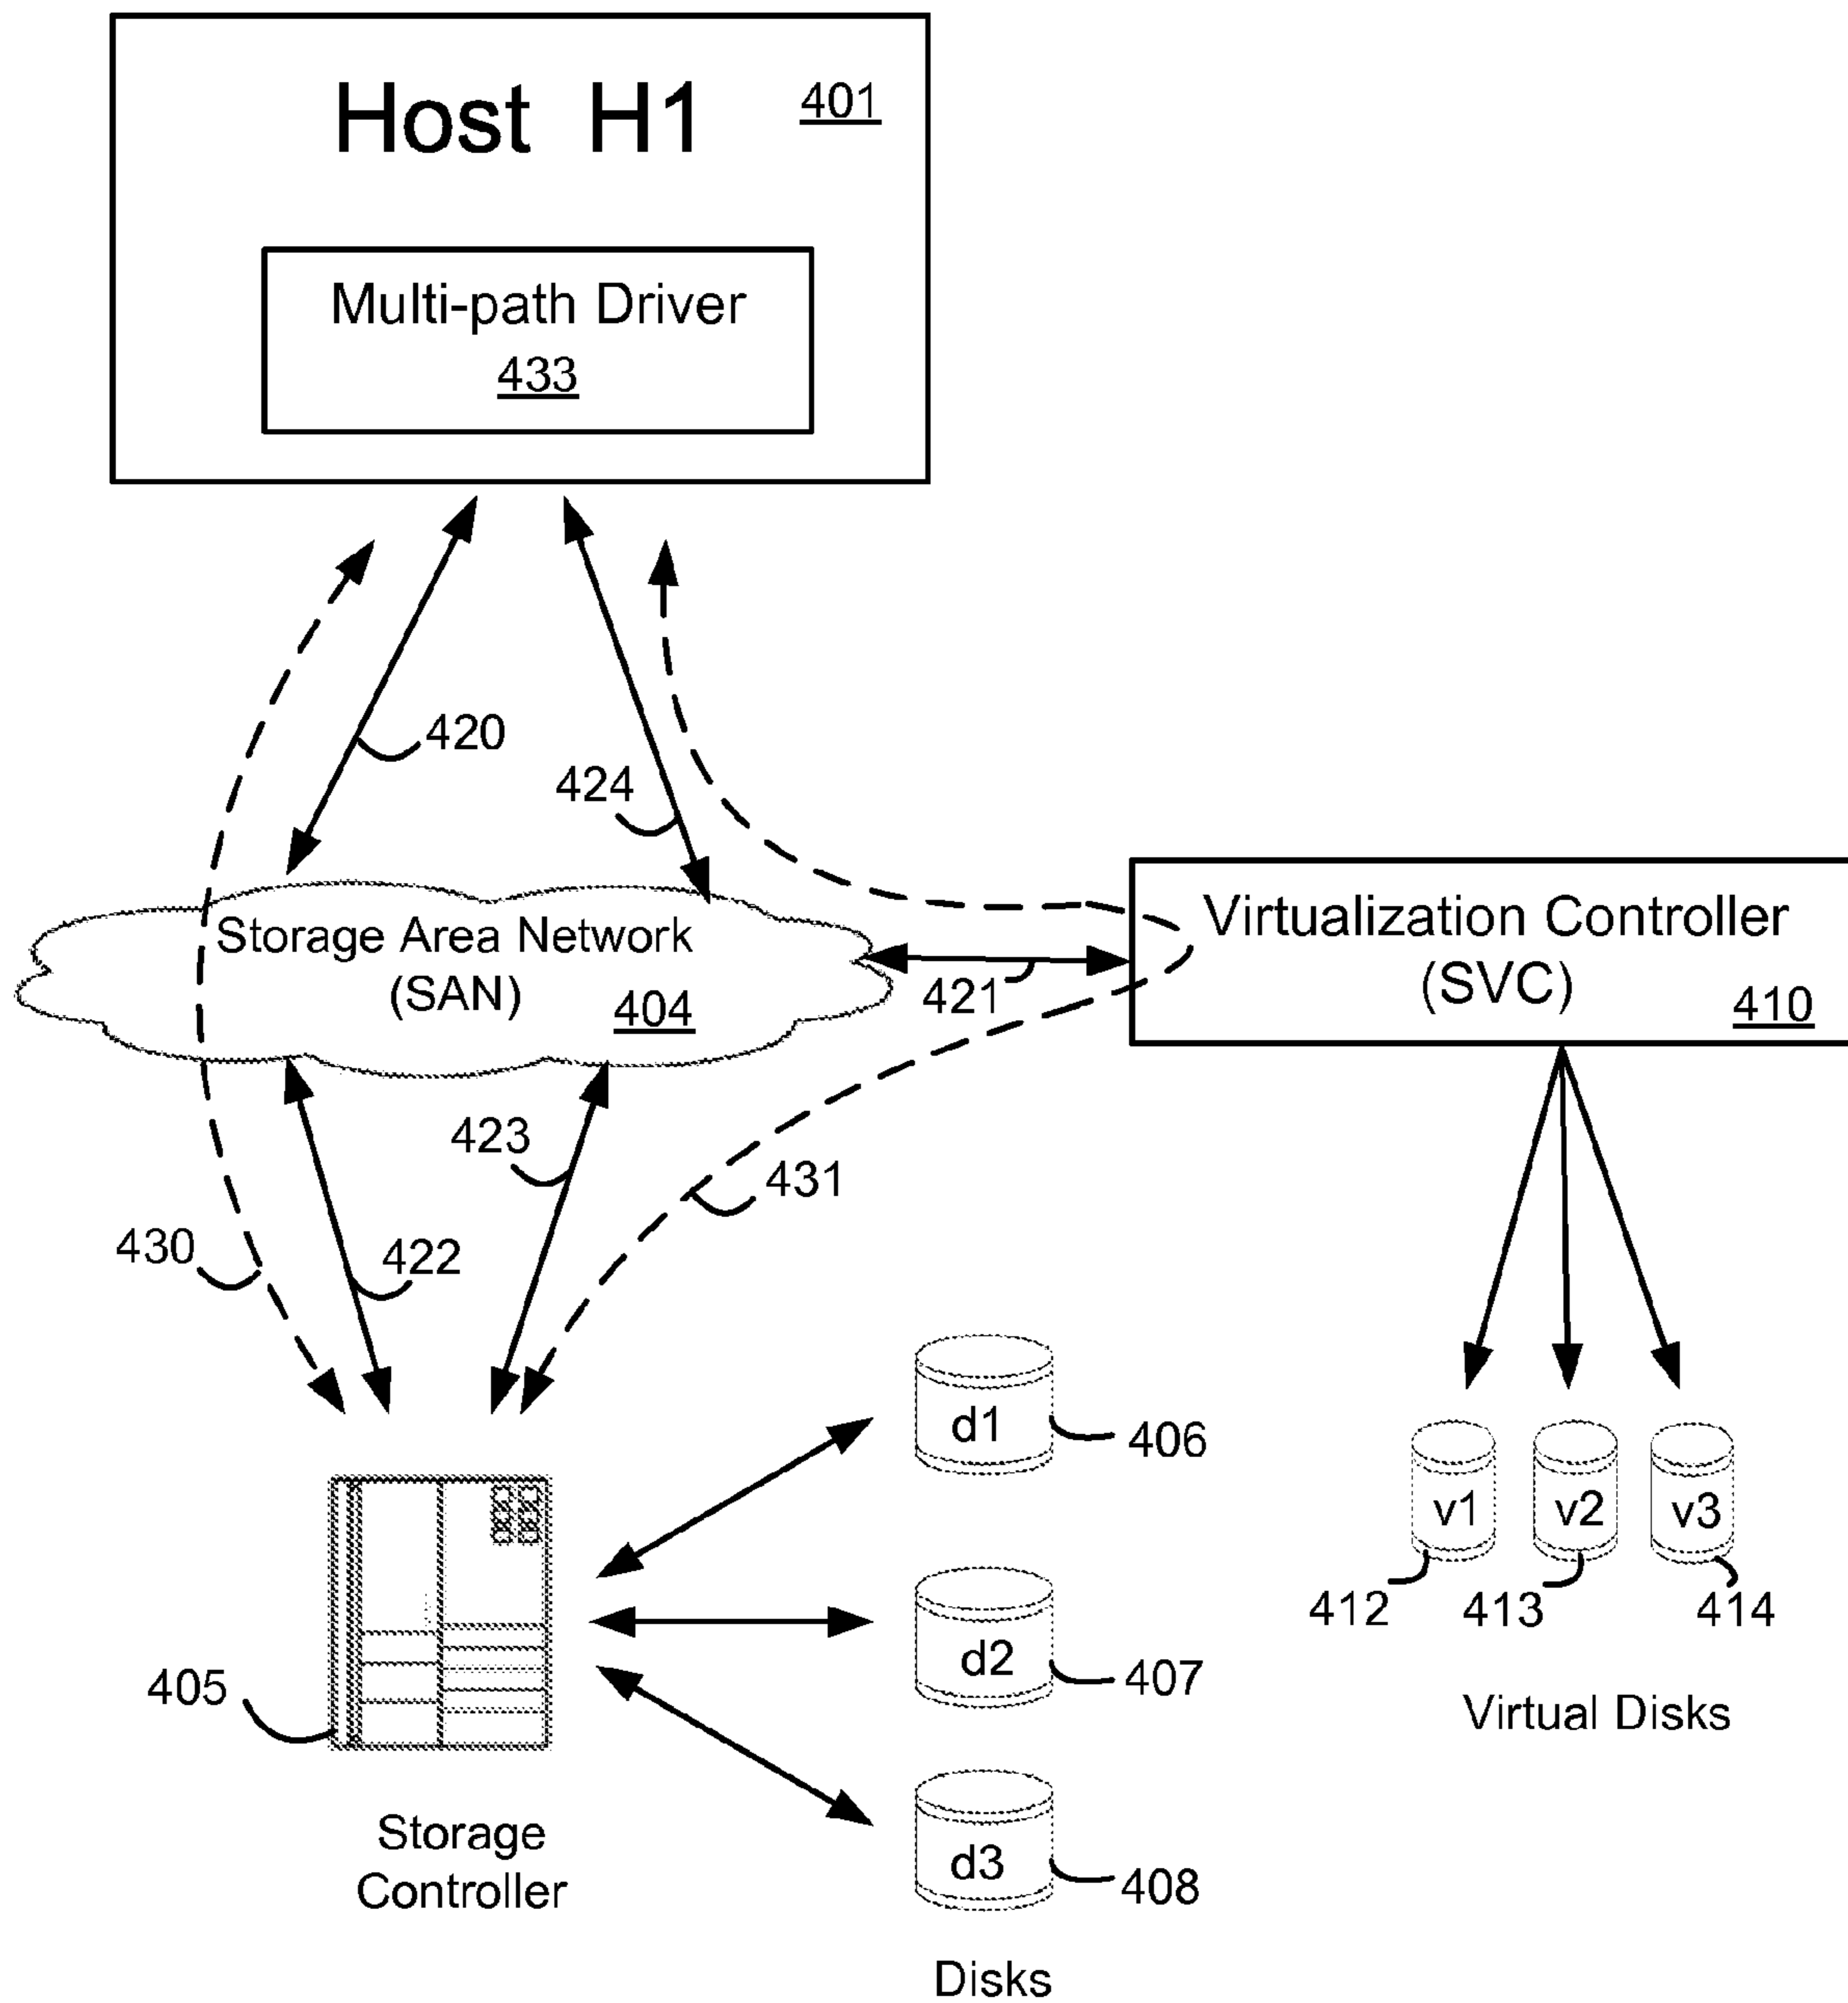 Host H1
401
Multi-path Driver
433
420
424
Storage Area Network
(SAN)
404
421
Virtualization Controller
(SVC)
410
423
431
430
422
d1
406
v1
v2
v3
412
413
414
d2
407
405
Virtual Disks
Storage
Controller
d3
408
Disks